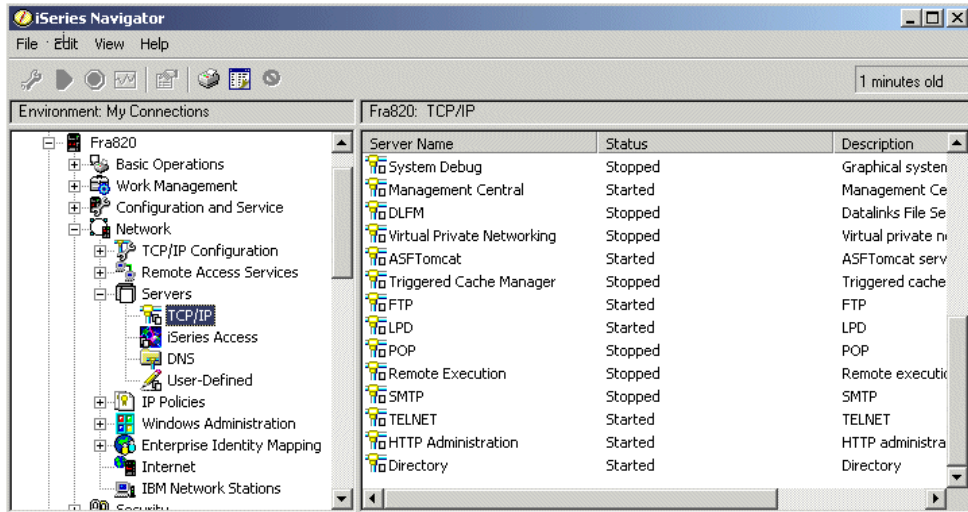 iSeries Navigator
File Edit View Help
1 minutes old
Environment: My Connections
Fra820: TCP/IP
Fra820
Basic Operations
Work Management
Configuration and Service
Network
TCP/IP Configuration
Remote Access Services
Servers
TCP/IP
iSeries Access
DNS
User-Defined
IP Policies
Windows Administration
Enterprise Identity Mapping
Internet
IBM Network Stations
Security
Server Name Status Description
System Debug Stopped Graphical system
Management Central Started Management Ce
DLFM Stopped Datalinks File Se
Virtual Private Networking Stopped Virtual private n
ASFTomcat Started ASFTomcat serv
Triggered Cache Manager Stopped Triggered cache
FTP Started FTP
LPD Started LPD
POP Stopped POP
Remote Execution Stopped Remote executio
SMTP Stopped SMTP
TELNET Started TELNET
HTTP Administration Started HTTP administra
Directory Started Directory